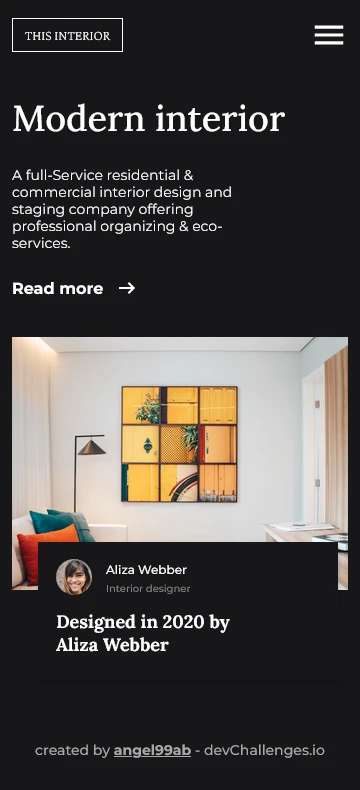 THIS INTERIOR
Modern interior
A full-Service residential &
commercial interior design and
staging company offering
professional organizing & eco-
services.
Read more
Aliza Webber
Interior designer
Designed in 2020 by
Aliza Webber
created by angel99ab - devChallenges.io